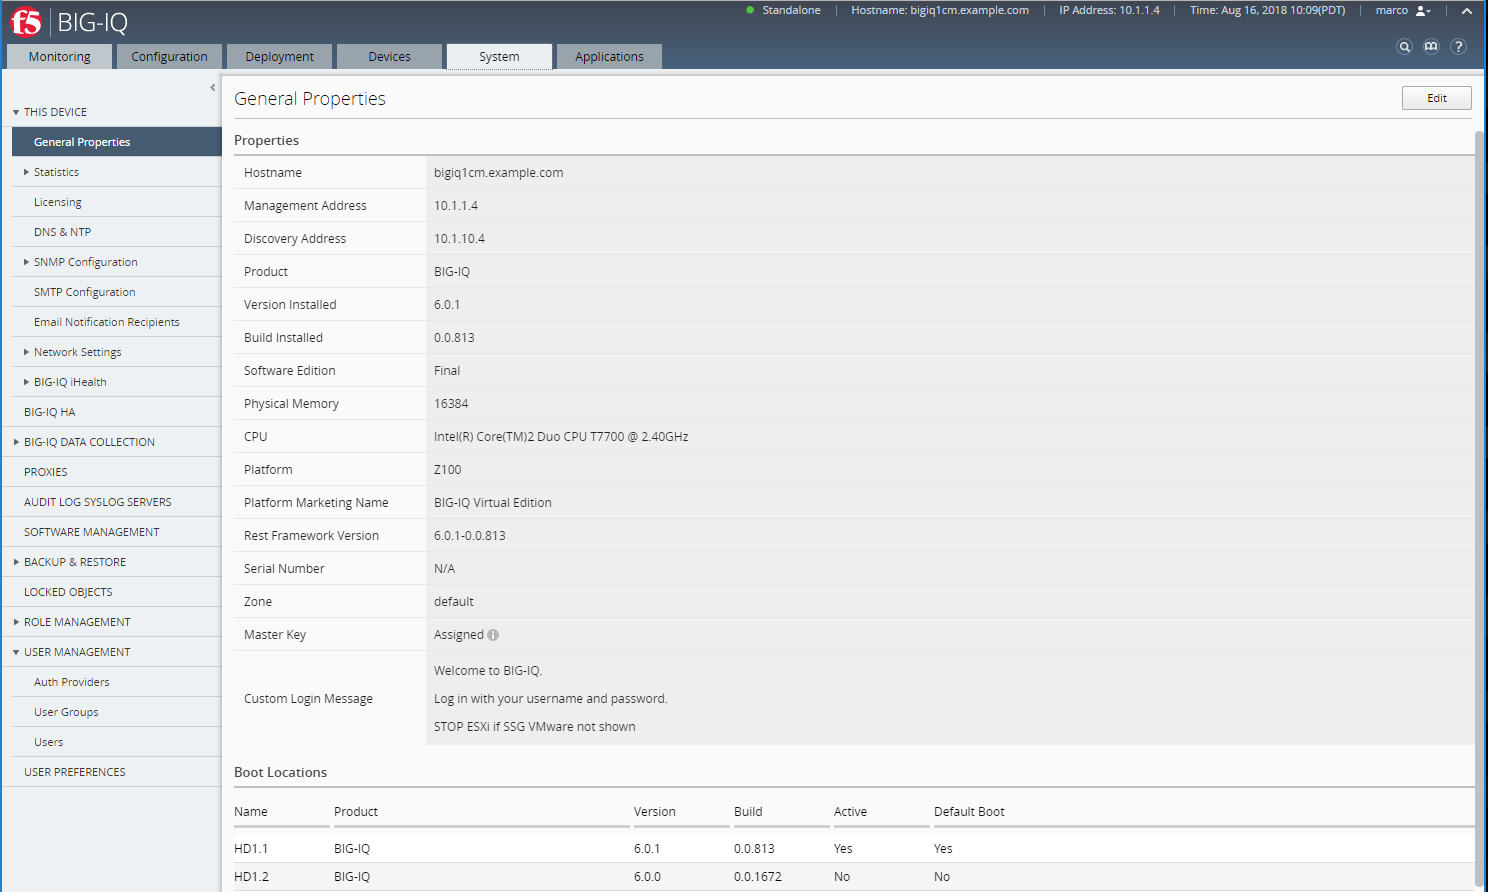 f5 BIG-IQ
Standalone Hostname: bigiq1cm.example.com IP Address: 10.1.1.4 Time: Aug 16, 2018 10:09(PDT) marco
Monitoring Configuration Deployment Devices System Applications
THIS DEVICE
General Properties
Statistics
Licensing
DNS & NTP
SNMP Configuration
SMTP Configuration
Email Notification Recipients
Network Settings
BIG-IQ iHealth
BIG-IQ HA
BIG-IQ DATA COLLECTION
PROXIES
AUDIT LOG SYSLOG SERVERS
SOFTWARE MANAGEMENT
BACKUP & RESTORE
LOCKED OBJECTS
ROLE MANAGEMENT
USER MANAGEMENT
Auth Providers
User Groups
Users
USER PREFERENCES
General Properties Edit
Properties
Hostname bigiq1cm.example.com
Management Address 10.1.1.4
Discovery Address 10.1.10.4
Product BIG-IQ
Version Installed 6.0.1
Build Installed 0.0.813
Software Edition Final
Physical Memory 16384
CPU Intel(R) Core(TM)2 Duo CPU T7700 @ 2.40GHz
Platform Z100
Platform Marketing Name BIG-IQ Virtual Edition
Rest Framework Version 6.0.1-0.0.813
Serial Number N/A
Zone default
Master Key Assigned
Custom Login Message
Welcome to BIG-IQ.
Log in with your username and password.
STOP ESXi if SSG VMware not shown
Boot Locations
Name Product Version Build Active Default Boot
HD1.1 BIG-IQ 6.0.1 0.0.813 Yes Yes
HD1.2 BIG-IQ 6.0.0 0.0.1672 No No